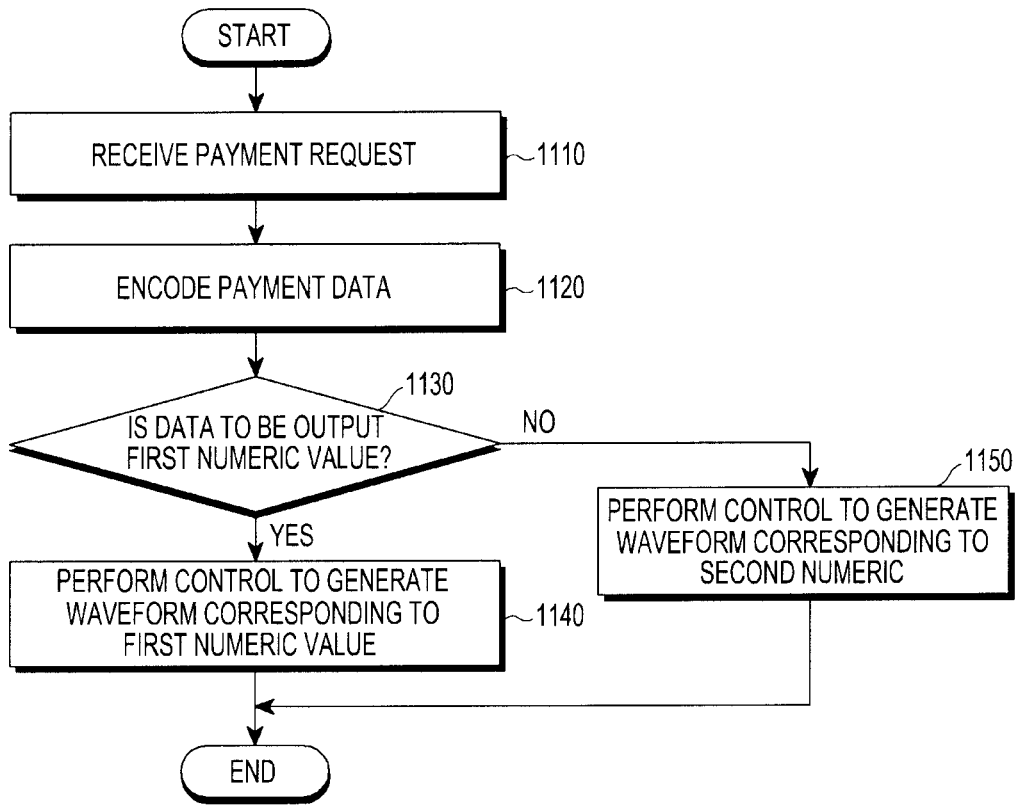 START
RECEIVE PAYMENT REQUEST
1110
ENCODE PAYMENT DATA
1120
1130
IS DATA TO BE OUTPUT
FIRST NUMERIC VALUE?
NO
YES
1150
PERFORM CONTROL TO GENERATE
WAVEFORM CORRESPONDING TO
SECOND NUMERIC
PERFORM CONTROL TO GENERATE
WAVEFORM CORRESPONDING TO
FIRST NUMERIC VALUE
1140
END